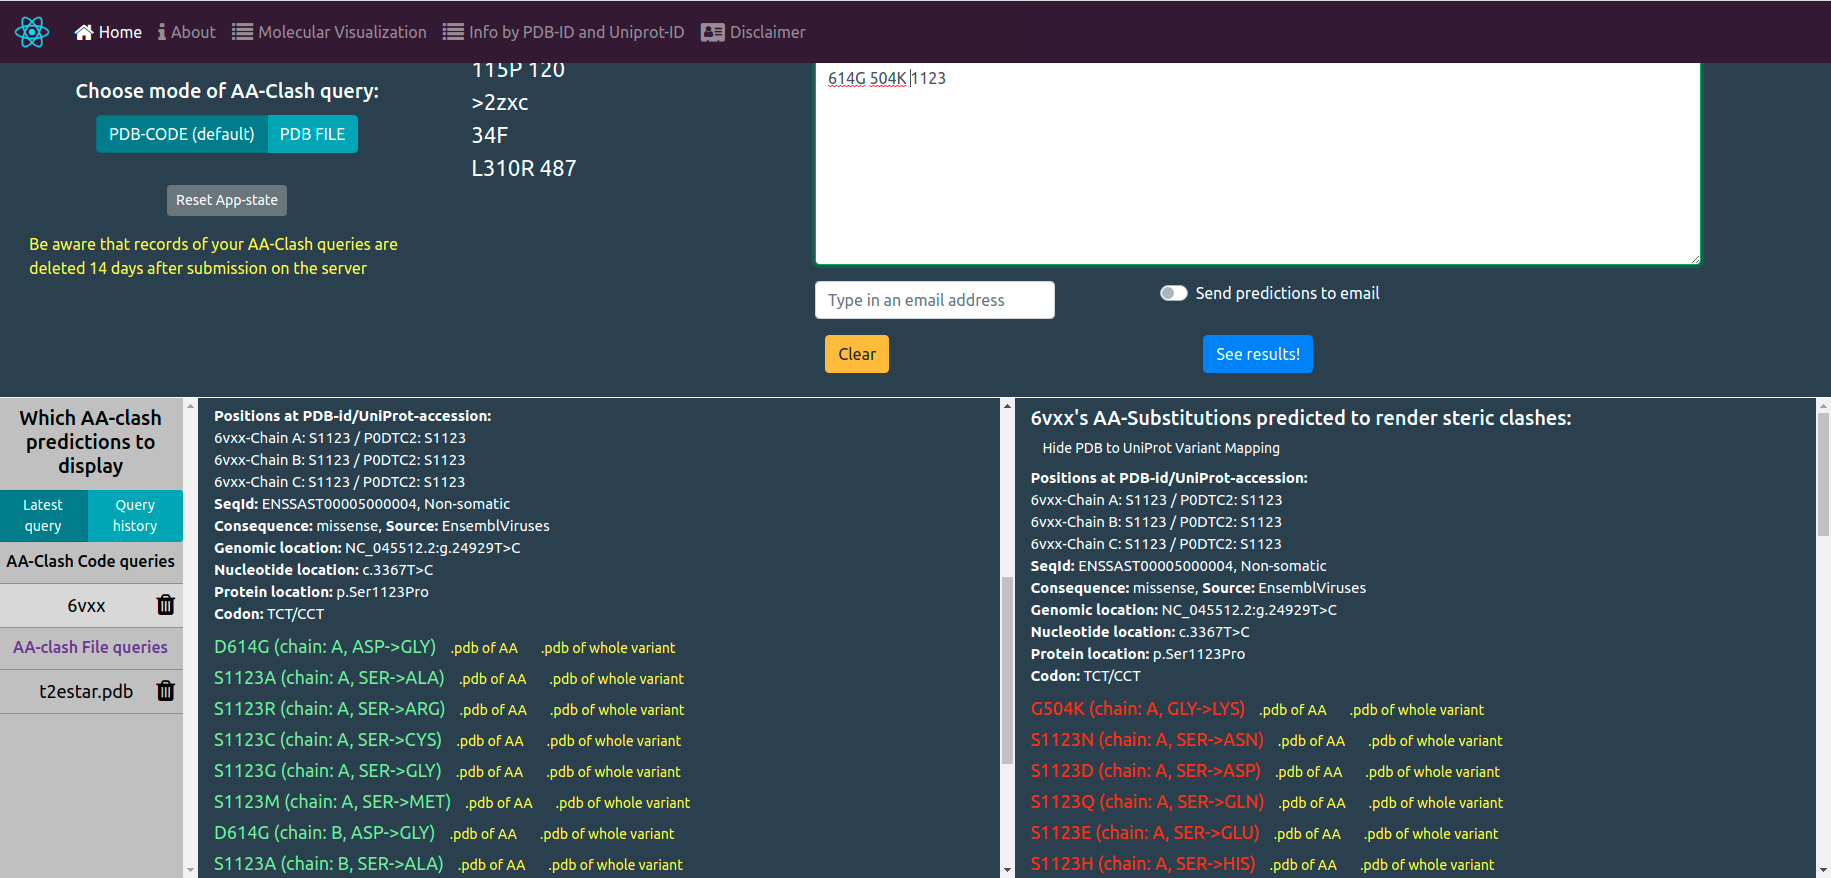 Home About Molecular Visualization Info by PDB-ID and Uniprot-ID Disclaimer
Choose mode of AA-Clash query:
PDB-CODE (default) PDB FILE
Reset App-state
Be aware that records of your AA-Clash queries are
deleted 14 days after submission on the server
115P 120
>2zxc
34F
L310R 487
614G 504K 1123
Type in an email address
Send predictions to email
Clear
See results!
Which AA-clash
predictions to
display
Latest
query
Query
history
AA-Clash Code queries
6vxx
AA-clash File queries
t2estar.pdb
Positions at PDB-id/UniProt-accession:
6vxx-Chain A: S1123 / P0DTC2: S1123
6vxx-Chain B: S1123 / P0DTC2: S1123
6vxx-Chain C: S1123 / P0DTC2: S1123
SeqId: ENSSAST00005000004, Non-somatic
Consequence: missense, Source: EnsemblViruses
Genomic location: NC_045512.2:g.24929T>C
Nucleotide location: c.3367T>C
Protein location: p.Ser1123Pro
Codon: TCT/CCT
D614G (chain: A, ASP->GLY) .pdb of AA .pdb of whole variant
S1123A (chain: A, SER->ALA) .pdb of AA .pdb of whole variant
S1123R (chain: A, SER->ARG) .pdb of AA .pdb of whole variant
S1123C (chain: A, SER->CYS) .pdb of AA .pdb of whole variant
S1123G (chain: A, SER->GLY) .pdb of AA .pdb of whole variant
S1123M (chain: A, SER->MET) .pdb of AA .pdb of whole variant
D614G (chain: B, ASP->GLY) .pdb of AA .pdb of whole variant
S1123A (chain: B, SER->ALA) .pdb of AA .pdb of whole variant
6vxx's AA-Substitutions predicted to render steric clashes:
Hide PDB to UniProt Variant Mapping
Positions at PDB-id/UniProt-accession:
6vxx-Chain A: S1123 / P0DTC2: S1123
6vxx-Chain B: S1123 / P0DTC2: S1123
6vxx-Chain C: S1123 / P0DTC2: S1123
SeqId: ENSSAST00005000004, Non-somatic
Consequence: missense, Source: EnsemblViruses
Genomic location: NC_045512.2:g.24929T>C
Nucleotide location: c.3367T>C
Protein location: p.Ser1123Pro
Codon: TCT/CCT
G504K (chain: A, GLY->LYS) .pdb of AA .pdb of whole variant
S1123N (chain: A, SER->ASN) .pdb of AA .pdb of whole variant
S1123D (chain: A, SER->ASP) .pdb of AA .pdb of whole variant
S1123Q (chain: A, SER->GLN) .pdb of AA .pdb of whole variant
S1123E (chain: A, SER->GLU) .pdb of AA .pdb of whole variant
S1123H (chain: A, SER->HIS) .pdb of AA .pdb of whole variant